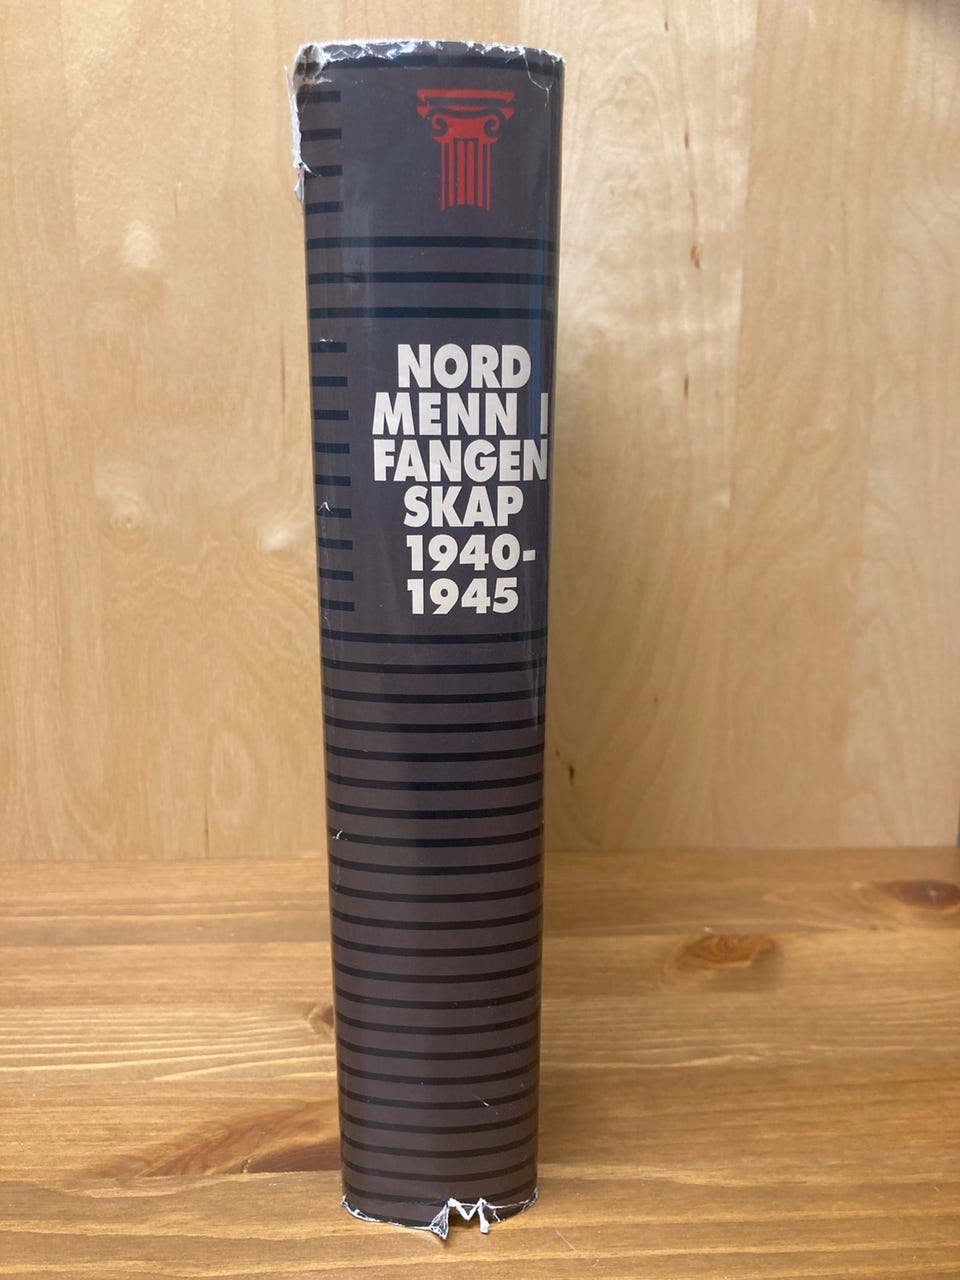 NORD
MENN I
FANGEN
SKAP
1940-
1945